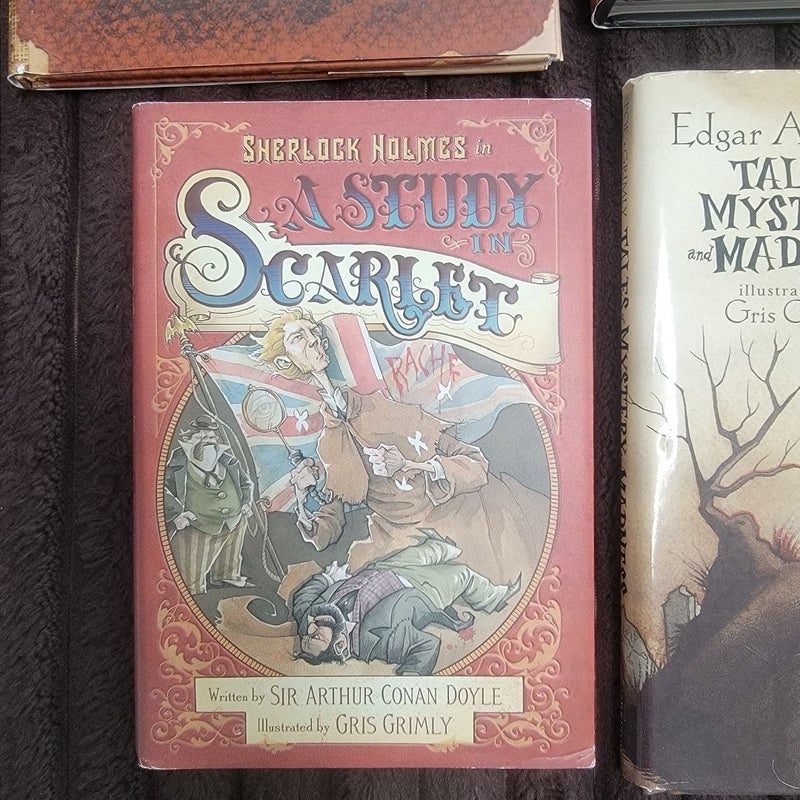 SHERLOCK HOLMES in
A STUDY
IN
SCARLET
RACHE
Written by SIR ARTHUR CONAN DOYLE
Illustrated by GRIS GRIMLY
Edgar A
TAL
MYST
and MAD
illustra
Gris G